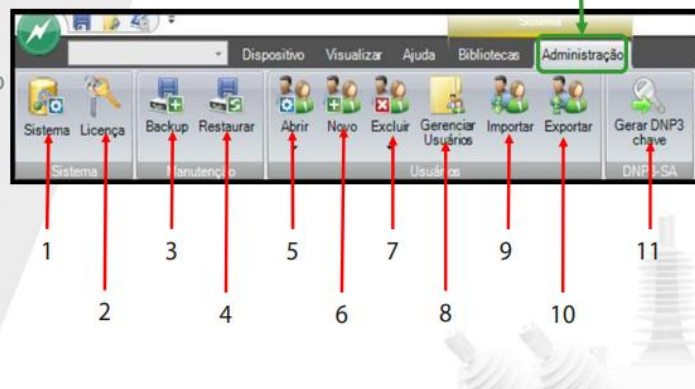 Sistema
Dispositivo Visualizar Ajuda Bibliotecas Administração
Sistema Licença Backup Restaurar Abrir Novo Excluir Gerenciar Usuários Importar Exportar Gerar DNP3 chave
Sistema Manutenção Usuários DNP3-SA
1 3 5 7 9 11
2 4 6 8 10